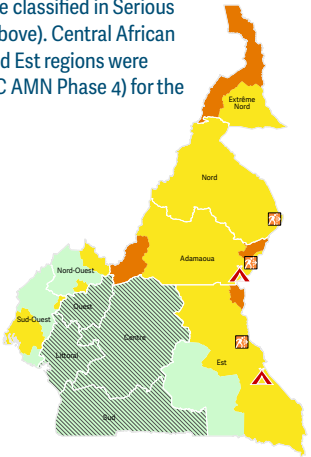 e classified in Serious
above). Central African
d Est regions were
C AMN Phase 4) for the
Extrême
Nord
Nord
Adamaoua
Nord-Ouest
Ouest
Sud-Ouest
Centre
Littoral
Est
Sud